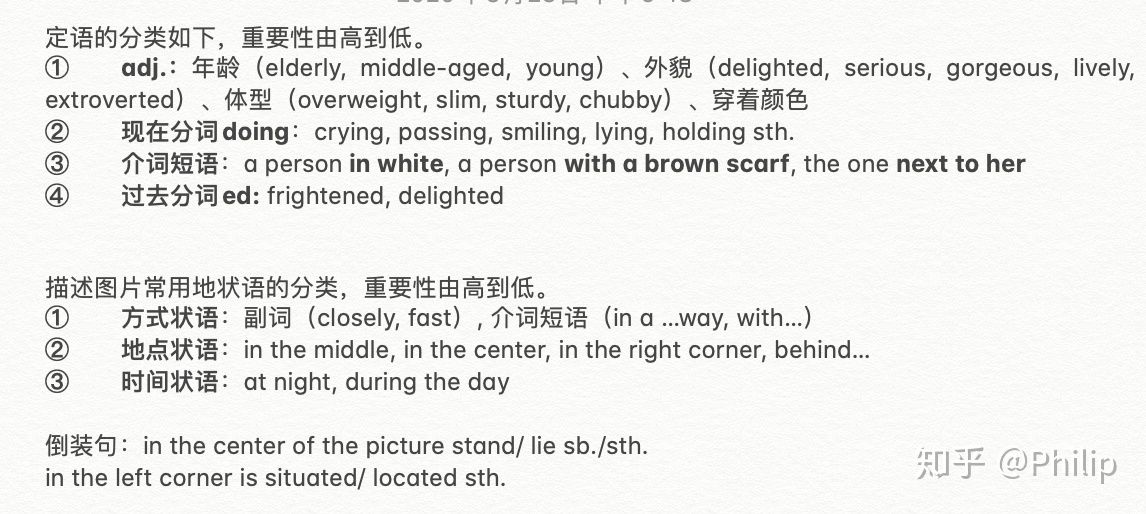 定语的分类如下，重要性由高到低。
① adj.：年龄（elderly, middle-aged, young）、外貌（delighted, serious, gorgeous, lively,
extroverted）、体型（overweight, slim, sturdy, chubby）、穿着颜色
② 现在分词doing：crying, passing, smiling, lying, holding sth.
③ 介词短语：a person in white, a person with a brown scarf, the one next to her
④ 过去分词ed: frightened, delighted
描述图片常用地状语的分类，重要性由高到低。
① 方式状语：副词（closely, fast）, 介词短语（in a ...way, with...）
② 地点状语：in the middle, in the center, in the right corner, behind...
③ 时间状语：at night, during the day
倒装句：in the center of the picture stand/ lie sb./sth.
in the left corner is situated/ located sth.
知乎 @Philip